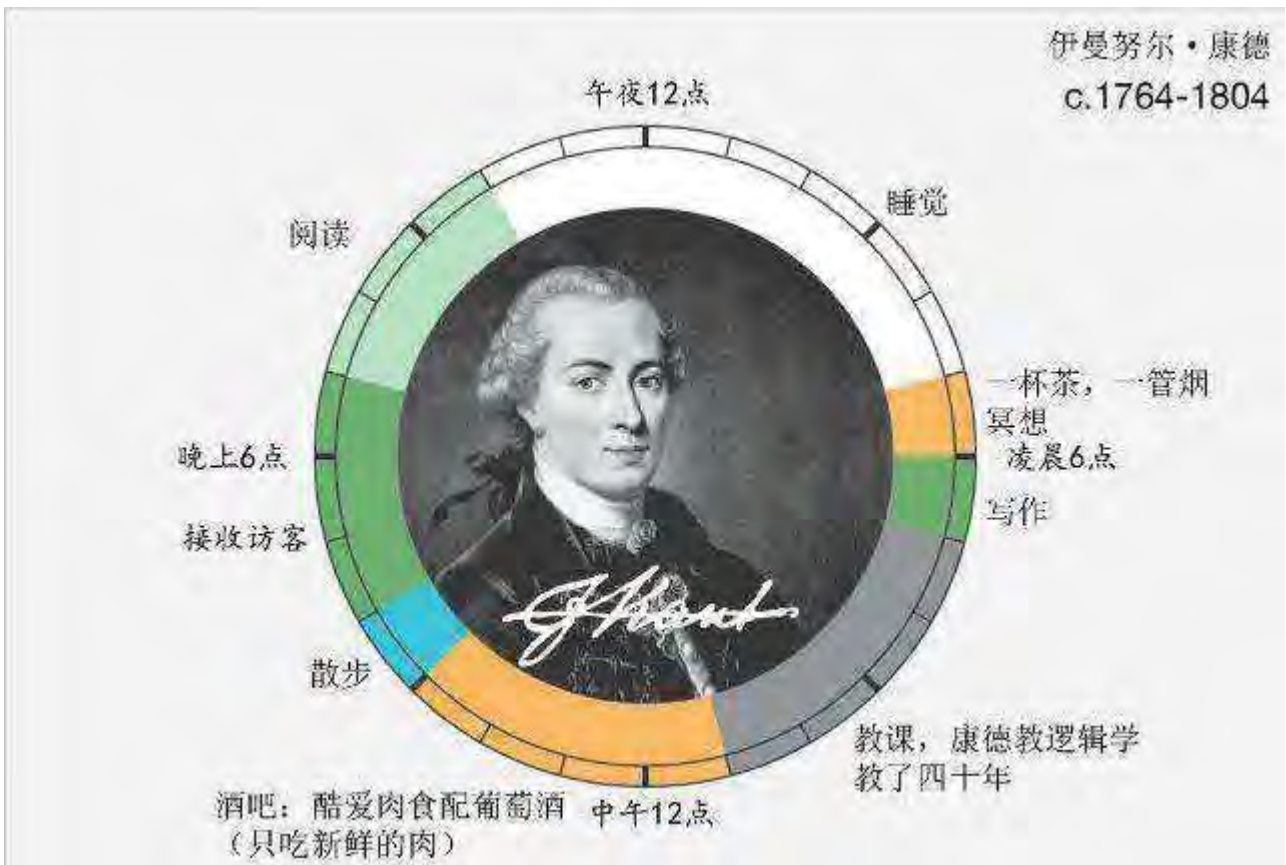 伊曼努尔·康德
c.1764-1804
午夜12点
睡觉
阅读
一杯茶，一管烟
冥想
凌晨6点
晚上6点
写作
接收访客
散步
教课，康德教逻辑学
教了四十年
酒吧：酷爱肉食配葡萄酒
（只吃新鲜的肉）
中午12点